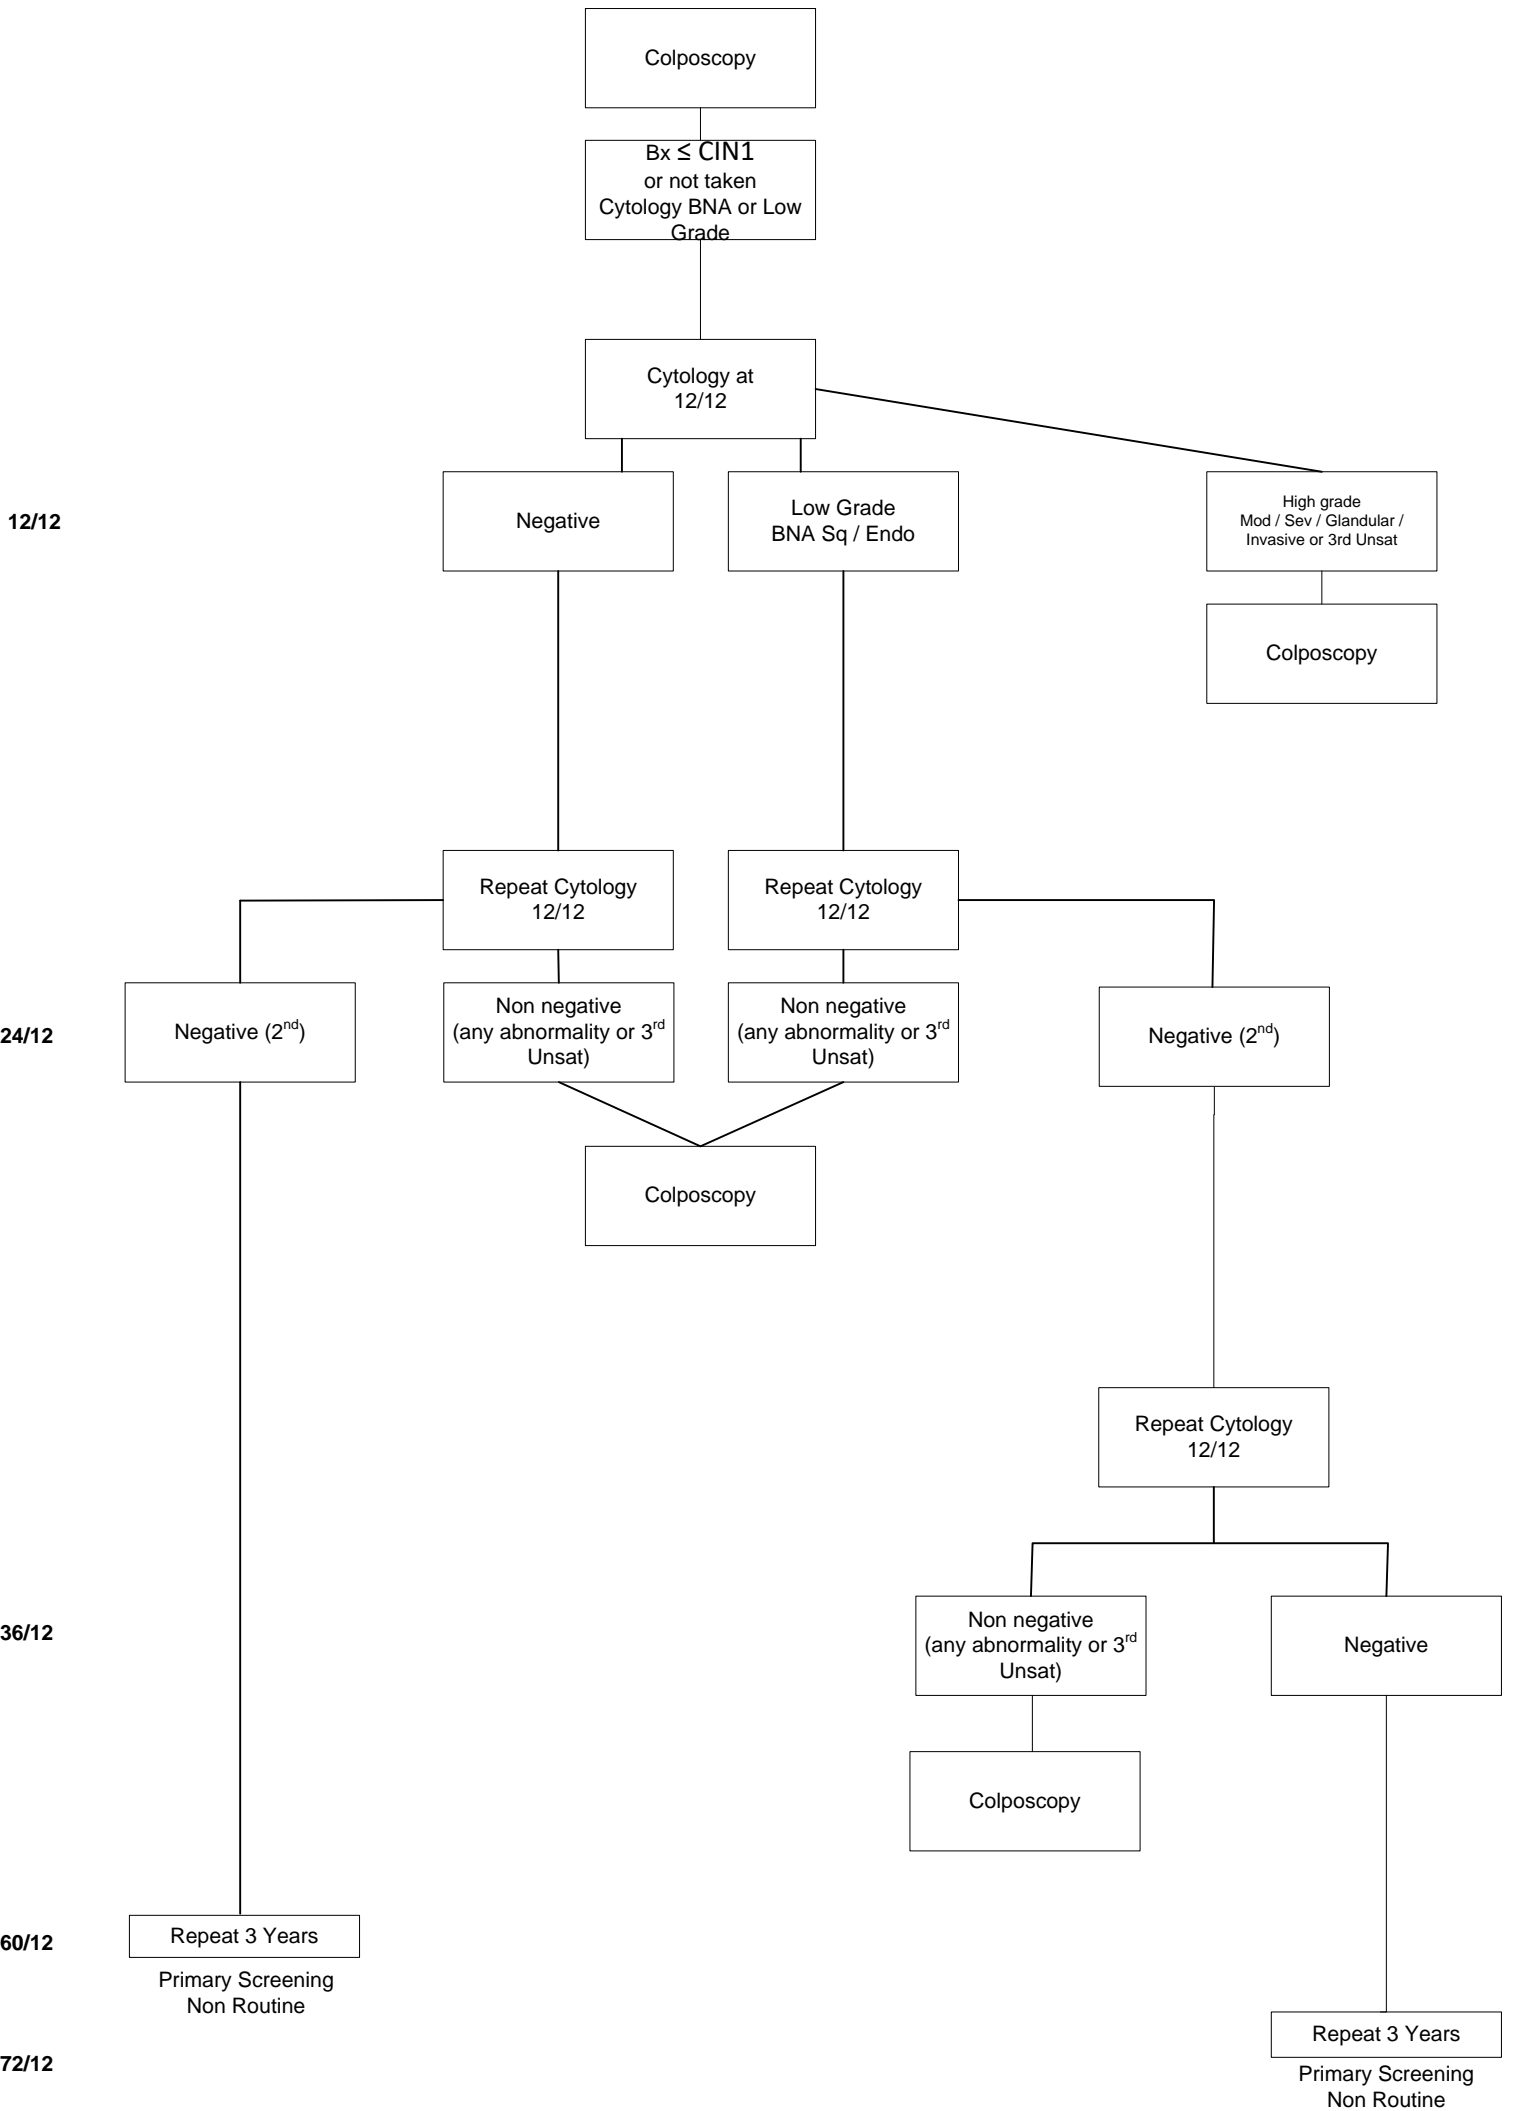 Colposcopy
Bx ≤ CIN1
or not taken
Cytology BNA or Low
Grade
Cytology at
12/12
12/12
Negative
Low Grade
BNA Sq / Endo
High grade
Mod / Sev / Glandular /
Invasive or 3rd Unsat
Colposcopy
Repeat Cytology
12/12
Repeat Cytology
12/12
24/12
Negative (2nd)
Non negative
(any abnormality or 3rd
Unsat)
Non negative
(any abnormality or 3rd
Unsat)
Negative (2nd)
Colposcopy
Repeat Cytology
12/12
36/12
Non negative
(any abnormality or 3rd
Unsat)
Negative
Colposcopy
60/12
Repeat 3 Years
Primary Screening
Non Routine
72/12
Repeat 3 Years
Primary Screening
Non Routine